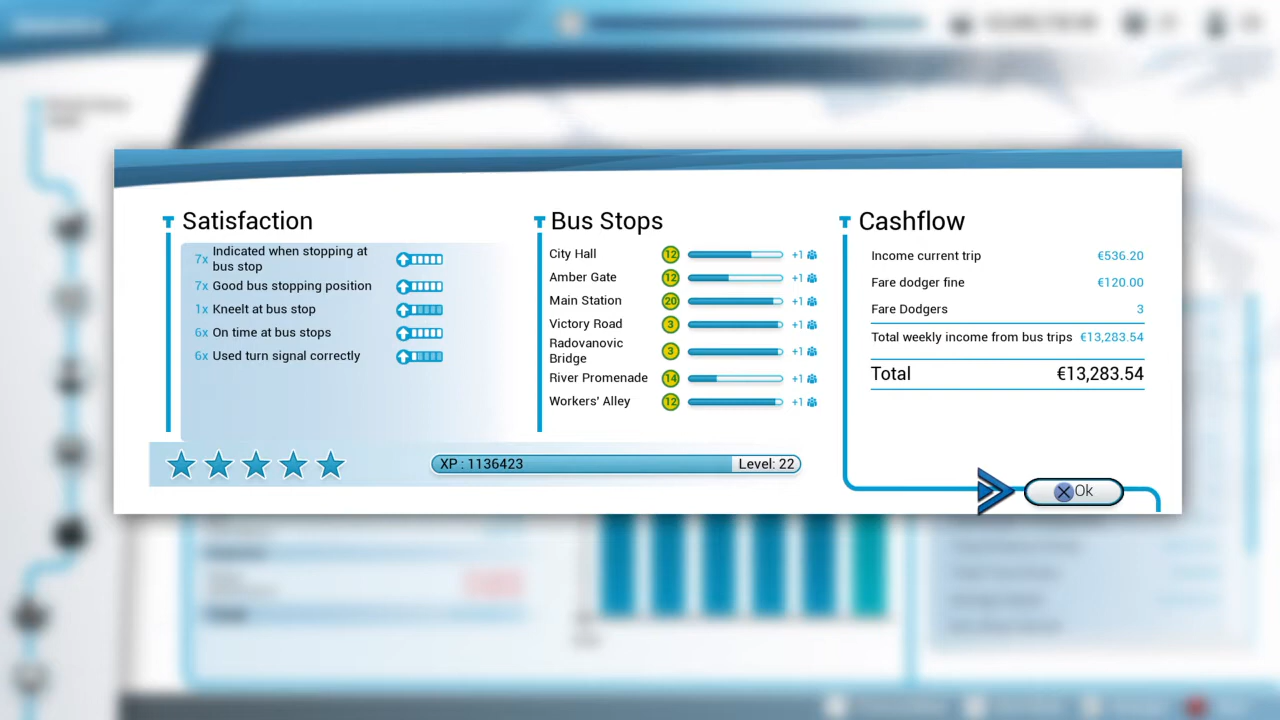 Satisfaction
7x Indicated when stopping at
bus stop
7x Good bus stopping position
1x Kneelt at bus stop
6x On time at bus stops
6x Used turn signal correctly
Bus Stops
City Hall 12 +1
Amber Gate 12 +1
Main Station 20 +1
Victory Road 3 +1
Radovanovic
Bridge 3 +1
River Promenade 14 +1
Workers' Alley 12 +1
Cashflow
Income current trip €536.20
Fare dodger fine €120.00
Fare Dodgers 3
Total weekly income from bus trips €13,283.54
Total €13,283.54
XP : 1136423 Level: 22
Ok